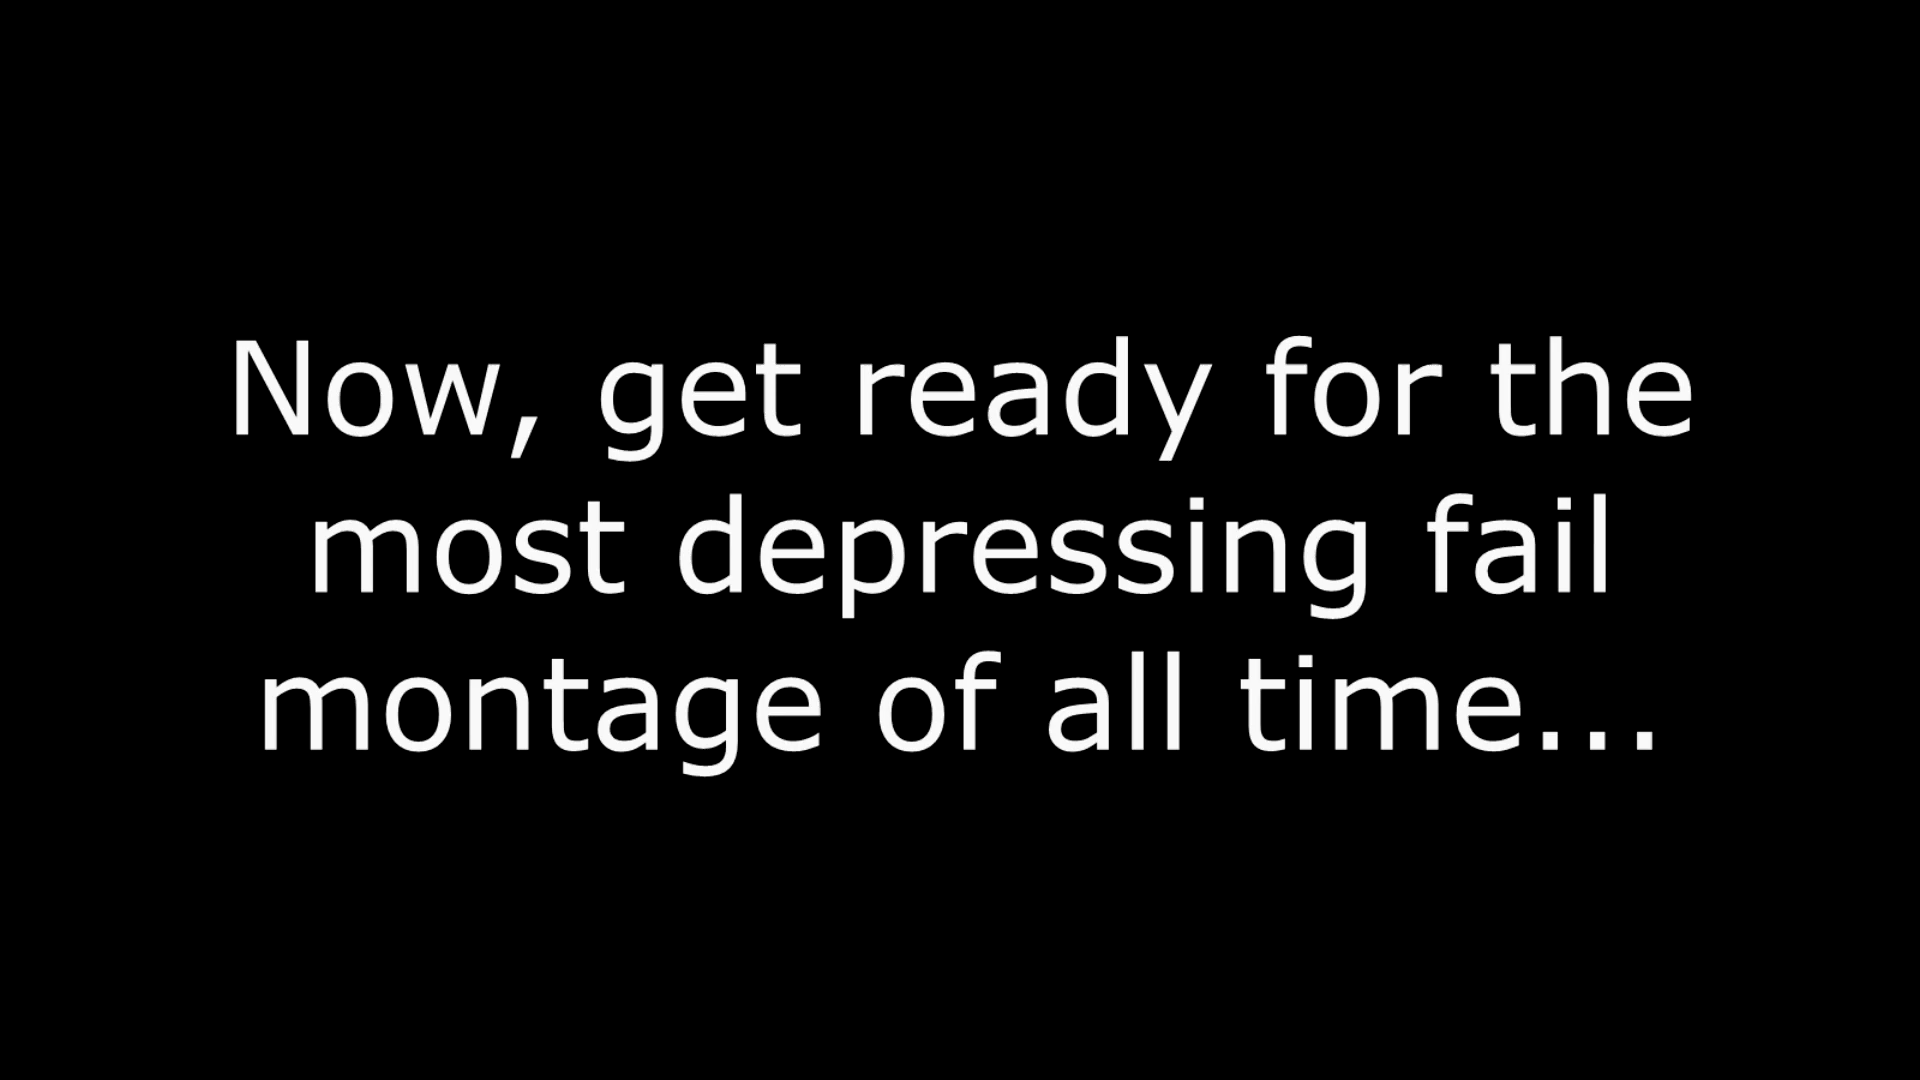 Now, get ready for the
most depressing fail
montage of all time...